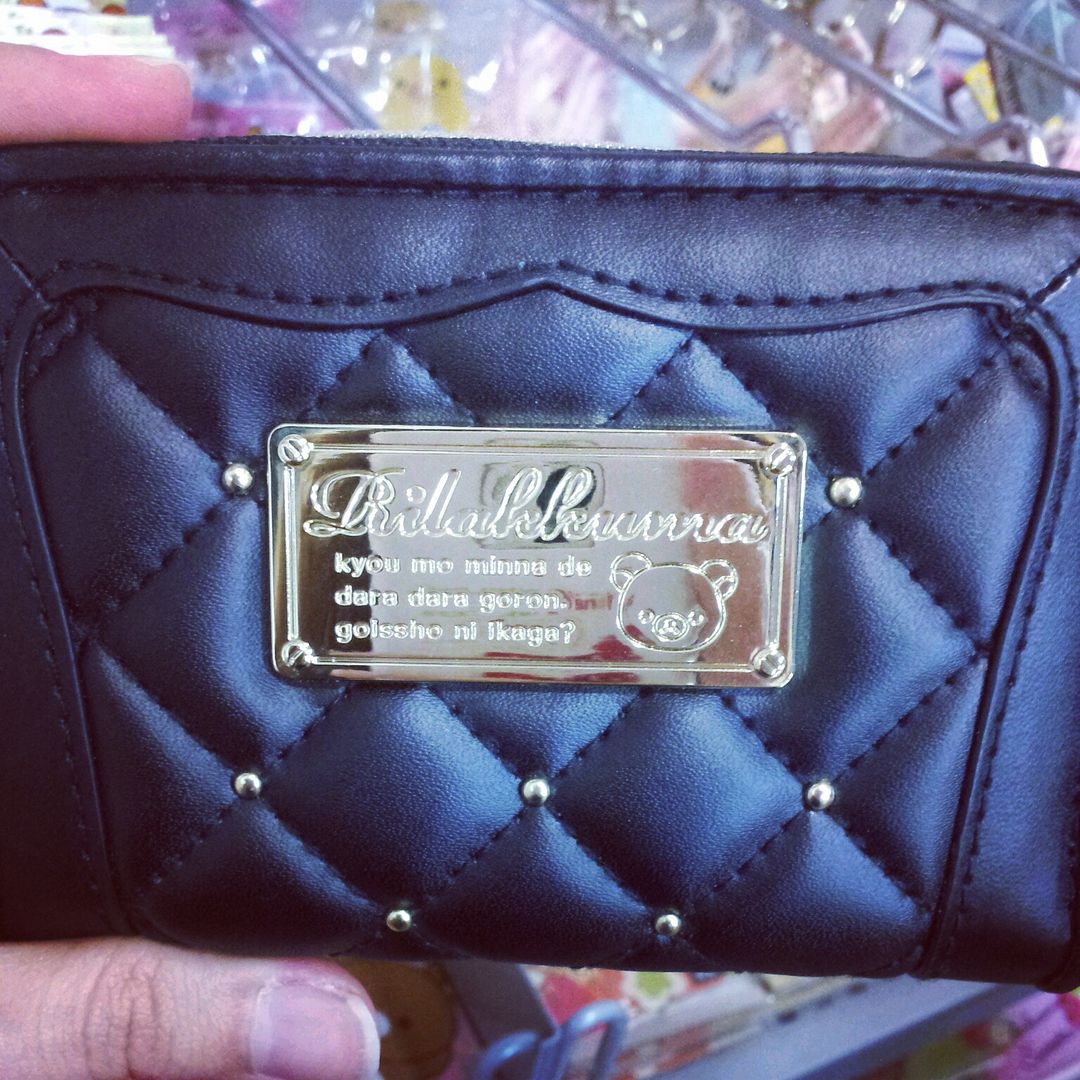 Rilakkuma
kyou mo minna de
dara dara goron.
goissho ni ikaga?